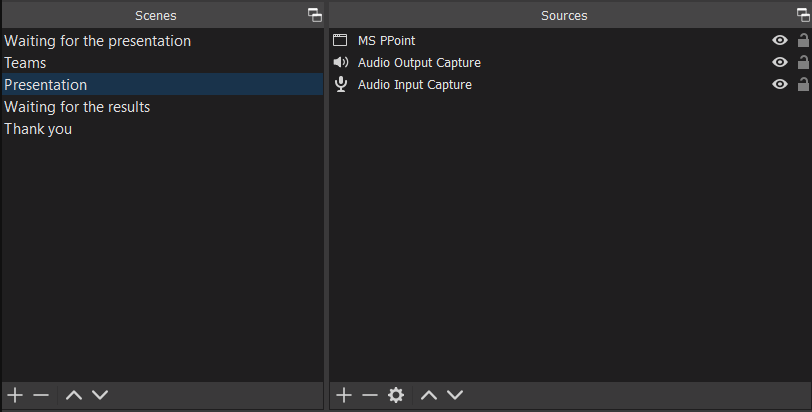 Scenes
Waiting for the presentation
Teams
Presentation
Waiting for the results
Thank you
Sources
MS PPoint
Audio Output Capture
Audio Input Capture